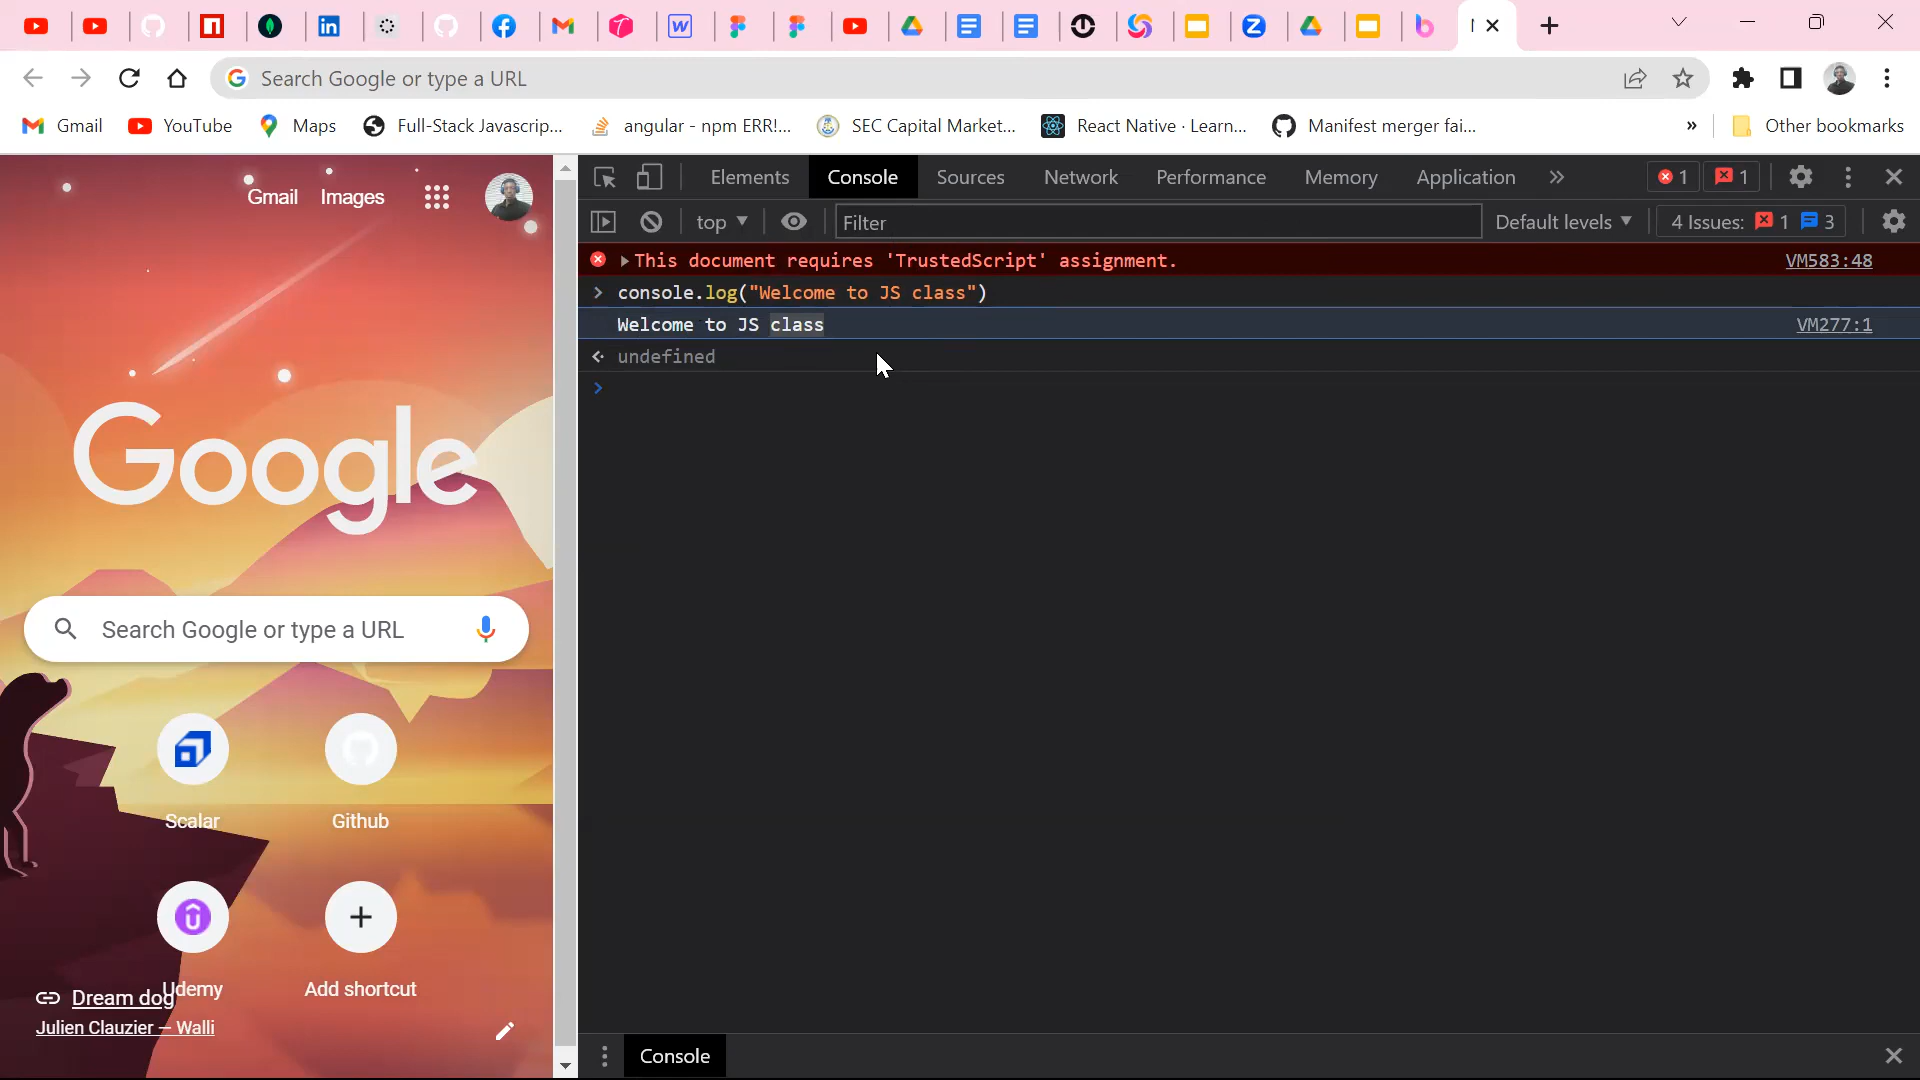 Search Google or type a URL
Gmail
YouTube
Maps
Full-Stack Javascrip...
angular - npm ERR!...
SEC Capital Market...
React Native · Learn...
Manifest merger fai...
»
Other bookmarks
Gmail Images
Elements Console Sources Network Performance Memory Application » 1 1
top ▼ Filter Default levels ▼ 4 Issues: 1 3
This document requires 'TrustedScript' assignment. VM583:48
> console.log("Welcome to JS class")
Welcome to JS class VM277:1
undefined
>
Google
Search Google or type a URL
Scalar Github
Udemy Add shortcut
Dream dog
Julien Clauzier — Walli
Console